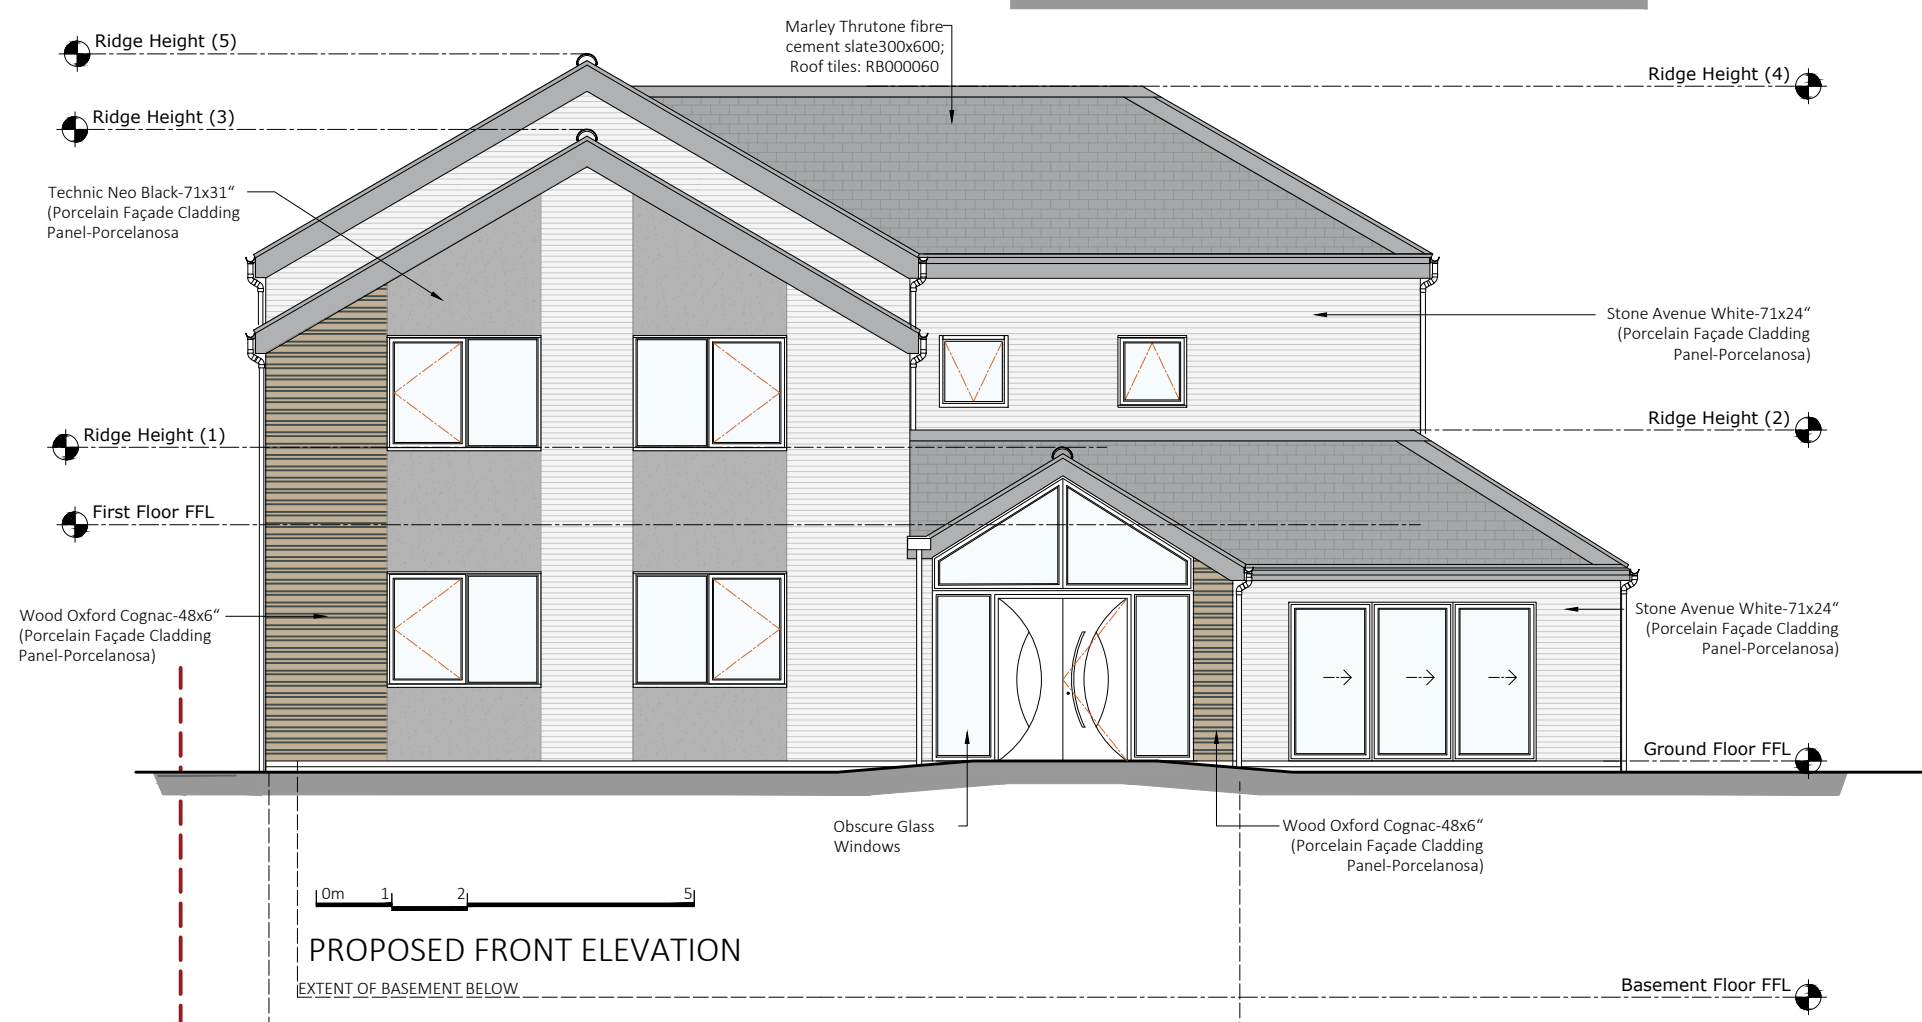 Ridge Height (5)
Marley Thrutone fibre
cement slate300x600;
Roof tiles: RB000060
Ridge Height (4)
Ridge Height (3)
Technic Neo Black-71x31“
(Porcelain Façade Cladding
Panel-Porcelanosa
Stone Avenue White-71x24“
(Porcelain Façade Cladding
Panel-Porcelanosa)
Ridge Height (2)
Ridge Height (1)
First Floor FFL
Wood Oxford Cognac-48x6“
(Porcelain Façade Cladding
Panel-Porcelanosa)
Stone Avenue White-71x24“
(Porcelain Façade Cladding
Panel-Porcelanosa)
Ground Floor FFL
Obscure Glass
Windows
Wood Oxford Cognac-48x6“
(Porcelain Façade Cladding
Panel-Porcelanosa)
0m 1 2 5
PROPOSED FRONT ELEVATION
EXTENT OF BASEMENT BELOW
Basement Floor FFL